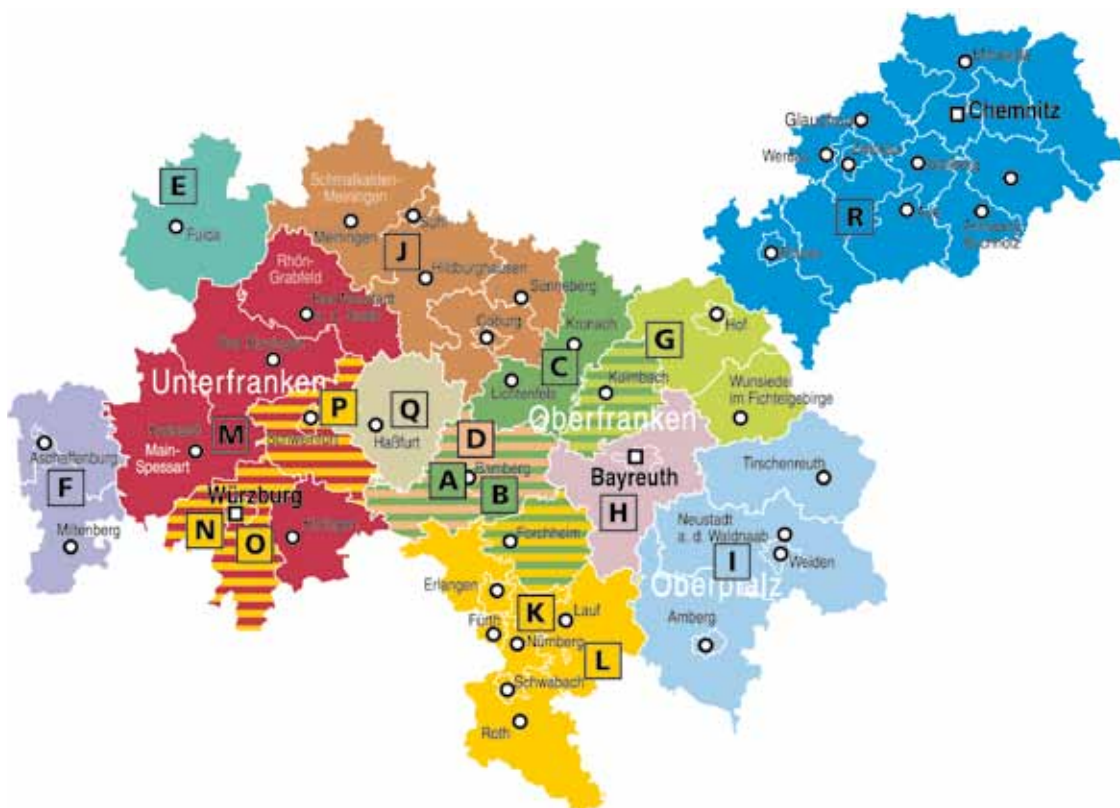 Chemnitz
Glauchau
Werdau
R
E
Fulda
Schmalkalden-
Meiningen
Suhl
Meiningen
J
Hildburghausen
Sonneberg
Coburg
Rhön-
Grabfeld
Kronach
C
Lichtenfels
G
Hof
Kulmbach
Wunsiedel
im Fichtelgebirge
Unterfranken
Oberfranken
P
Q
Haßfurt
M
Main-
Spessart
Schweinfurt
Aschaffenburg
F
Miltenberg
D
A
Bamberg
B
Bayreuth
H
Tirschenreuth
Würzburg
N
O
Forchheim
Neustadt
a. d. Waldnaab
I
Weiden
Oberpfalz
Amberg
Erlangen
K
Lauf
Fürth
Nürnberg
L
Schwabach
Roth